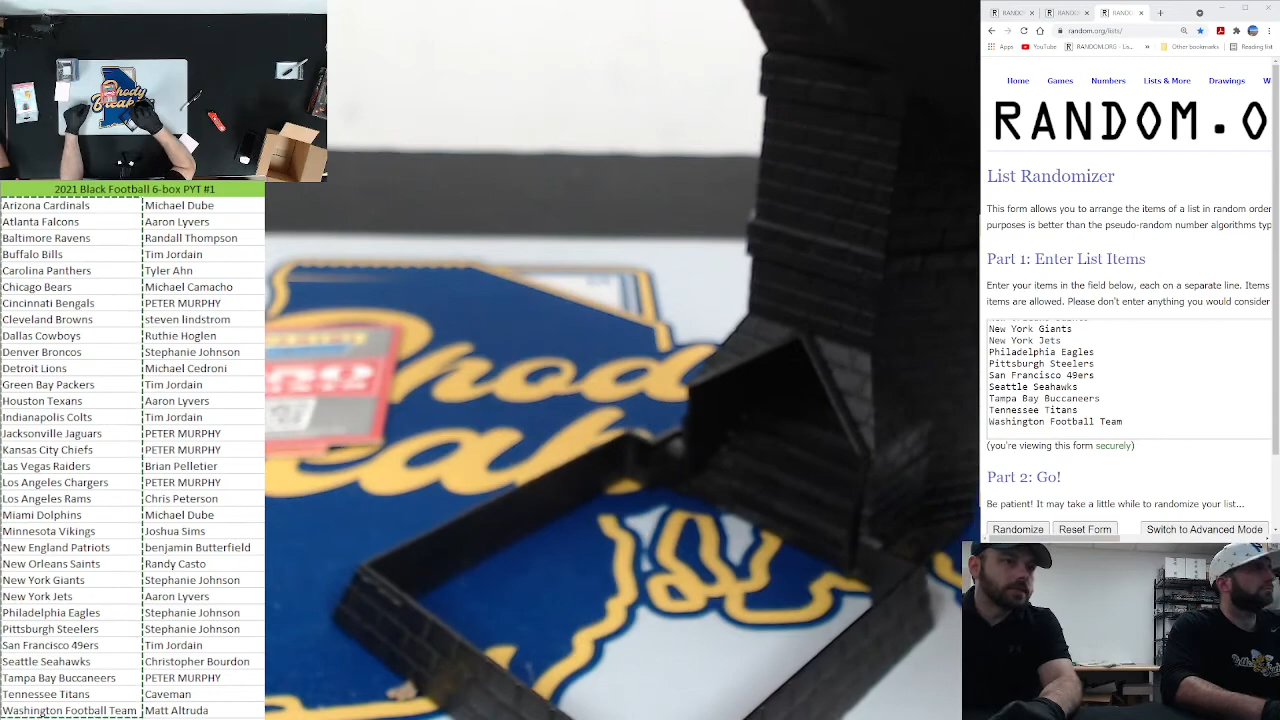 2021 Black Football 6-box PYT #1
Arizona Cardinals Michael Dube
Atlanta Falcons Aaron Lyvers
Baltimore Ravens Randall Thompson
Buffalo Bills Tim Jordain
Carolina Panthers Tyler Ahn
Chicago Bears Michael Camacho
Cincinnati Bengals PETER MURPHY
Cleveland Browns steven lindstrom
Dallas Cowboys Ruthie Hoglen
Denver Broncos Stephanie Johnson
Detroit Lions Michael Cedroni
Green Bay Packers Tim Jordain
Houston Texans Aaron Lyvers
Indianapolis Colts Tim Jordain
Jacksonville Jaguars PETER MURPHY
Kansas City Chiefs PETER MURPHY
Las Vegas Raiders Brian Pelletier
Los Angeles Chargers PETER MURPHY
Los Angeles Rams Chris Peterson
Miami Dolphins Michael Dube
Minnesota Vikings Joshua Sims
New England Patriots benjamin Butterfield
New Orleans Saints Randy Casto
New York Giants Stephanie Johnson
New York Jets Aaron Lyvers
Philadelphia Eagles Stephanie Johnson
Pittsburgh Steelers Stephanie Johnson
San Francisco 49ers Tim Jordain
Seattle Seahawks Christopher Bourdon
Tampa Bay Buccaneers PETER MURPHY
Tennessee Titans Caveman
Washington Football Team Matt Altruda
random.org/lists/
Apps YouTube RANDOM.ORG - Lis... » Other bookmarks Reading list
Home Games Numbers Lists & More Drawings W
RANDOM.O
List Randomizer
This form allows you to arrange the items of a list in random order
purposes is better than the pseudo-random number algorithms typ
Part 1: Enter List Items
Enter your items in the field below, each on a separate line. Items
items are allowed. Please don't enter anything you would consider
New York Giants
New York Jets
Philadelphia Eagles
Pittsburgh Steelers
San Francisco 49ers
Seattle Seahawks
Tampa Bay Buccaneers
Tennessee Titans
Washington Football Team
(you're viewing this form securely)
Part 2: Go!
Be patient! It may take a little while to randomize your list...
Randomize Reset Form Switch to Advanced Mode